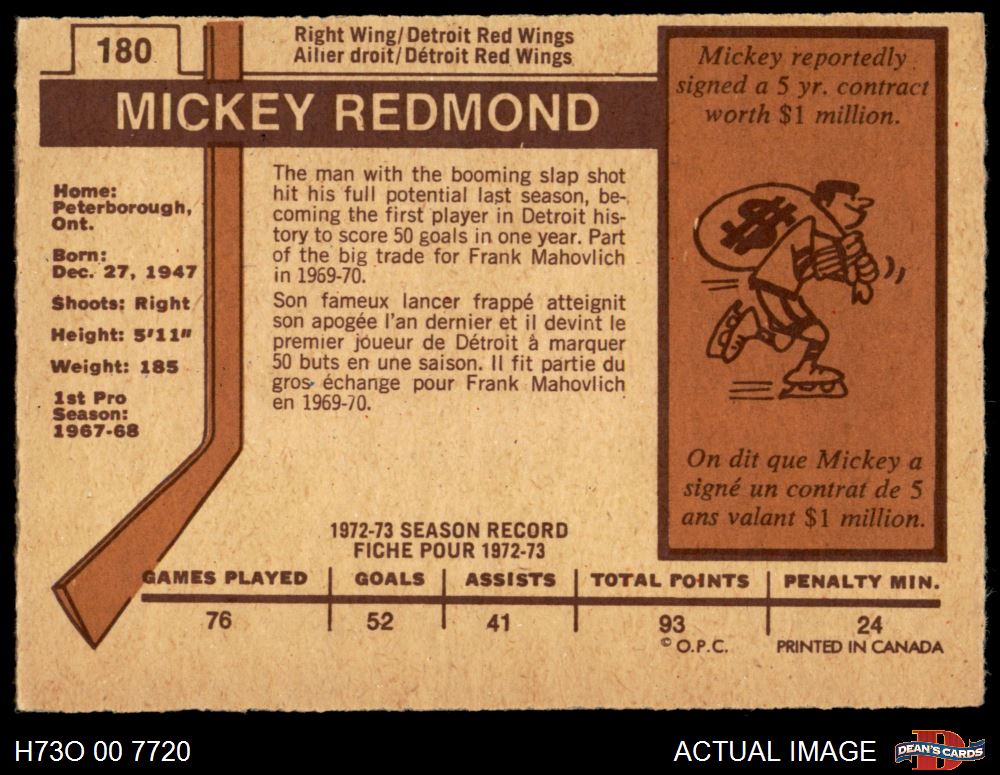 180
Right Wing/Detroit Red Wings
Ailier droit/Détroit Red Wings
MICKEY REDMOND
Home:
Peterborough,
Ont.
Born:
Dec. 27, 1947
Shoots: Right
Height: 5'11"
Weight: 185
1st Pro
Season:
1967-68
The man with the booming slap shot
hit his full potential last season, be-
coming the first player in Detroit his-
tory to score 50 goals in one year. Part
of the big trade for Frank Mahovlich
in 1969-70.
Son fameux lancer frappé atteignit
son apogée l'an dernier et il devint le
premier joueur de Détroit à marquer
50 buts en une saison. Il fit partie du
gros échange pour Frank Mahovlich
en 1969-70.
Mickey reportedly
signed a 5 yr. contract
worth $1 million.
$
On dit que Mickey a
signé un contrat de 5
ans valant $1 million.
1972-73 SEASON RECORD
FICHE POUR 1972-73
GAMES PLAYED GOALS ASSISTS TOTAL POINTS PENALTY MIN.
76 52 41 93 24
© O.P.C. PRINTED IN CANADA
H73O 00 7720
ACTUAL IMAGE
D
DEAN'S CARDS